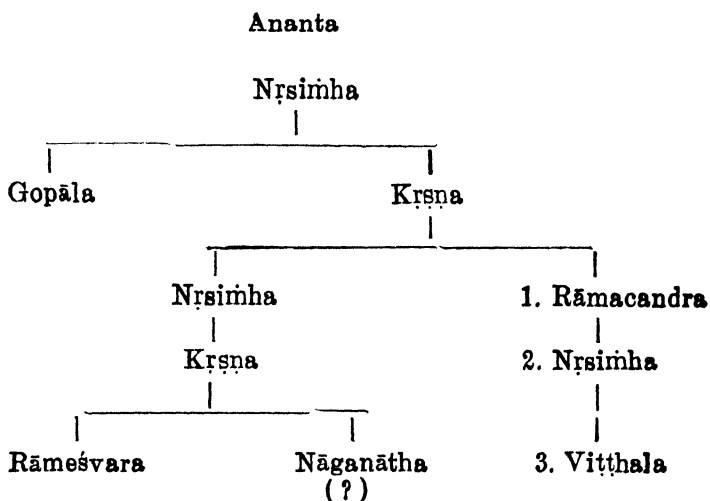 Ananta
Nṛsiṁha
Gopāla Kṛṣṇa
Nṛsiṁha 1. Rāmacandra
Kṛṣṇa 2. Nṛsiṁha
Rāmeśvara Nāganātha 3. Viṭṭhala
(?)